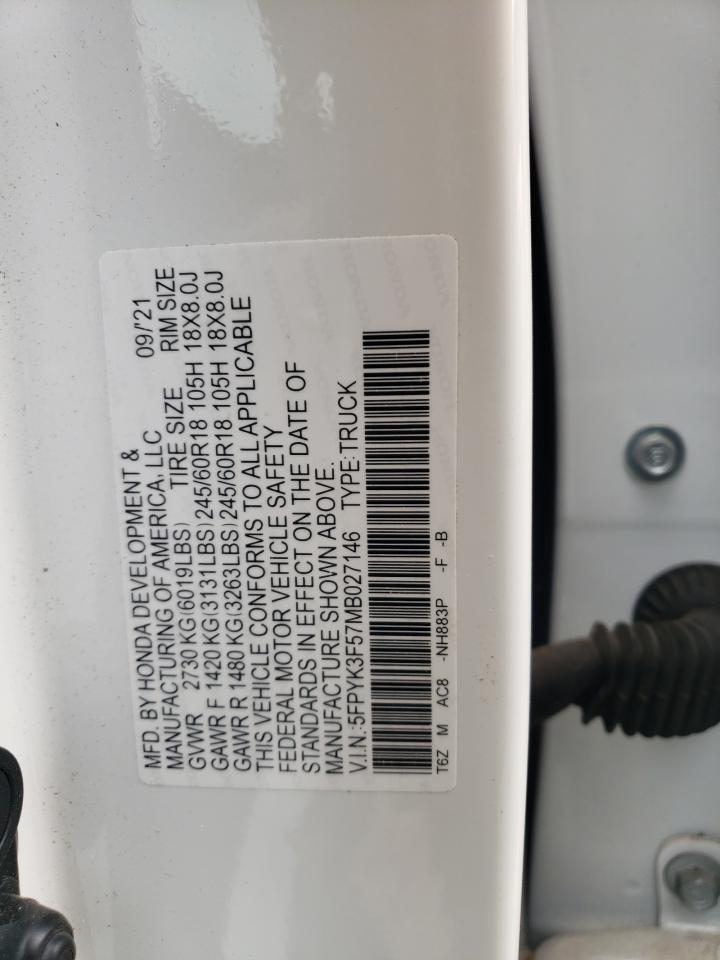 MFD. BY HONDA DEVELOPMENT &
MANUFACTURING OF AMERICA, LLC 09/'21
GVWR 2730 KG(6019LBS) TIRE SIZE RIM SIZE
GAWR F 1420 KG(3131LBS) 245/60R18 105H 18X8.0J
GAWR R 1480 KG(3263LBS) 245/60R18 105H 18X8.0J
THIS VEHICLE CONFORMS TO ALL APPLICABLE
FEDERAL MOTOR VEHICLE SAFETY
STANDARDS IN EFFECT ON THE DATE OF
MANUFACTURE SHOWN ABOVE.
V.I.N.:5FPYK3F57MB027146 TYPE:TRUCK
T6Z M AC8 -NH883P -F -B